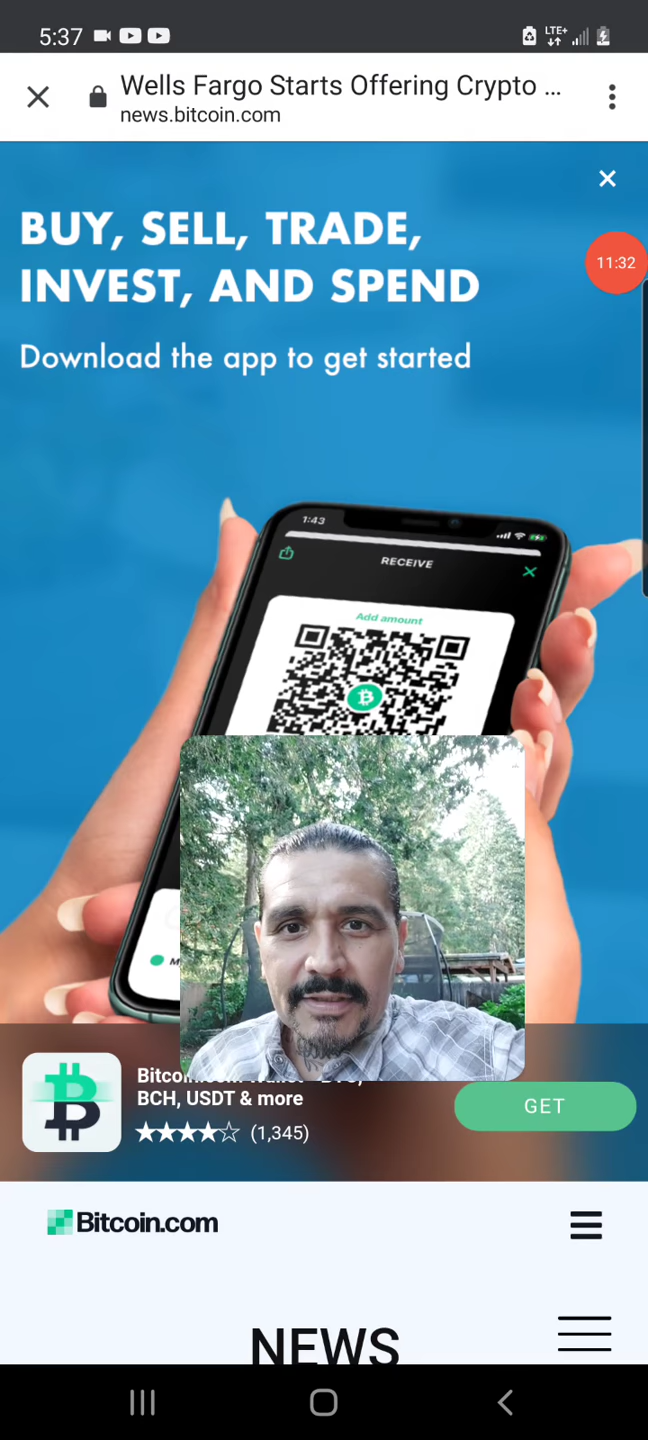 5:37
LTE+
Wells Fargo Starts Offering Crypto ...
news.bitcoin.com
BUY, SELL, TRADE,
INVEST, AND SPEND
11:32
Download the app to get started
1:43
RECEIVE
Add amount
BCH, USDT & more
GET
(1,345)
Bitcoin.com
NEWS